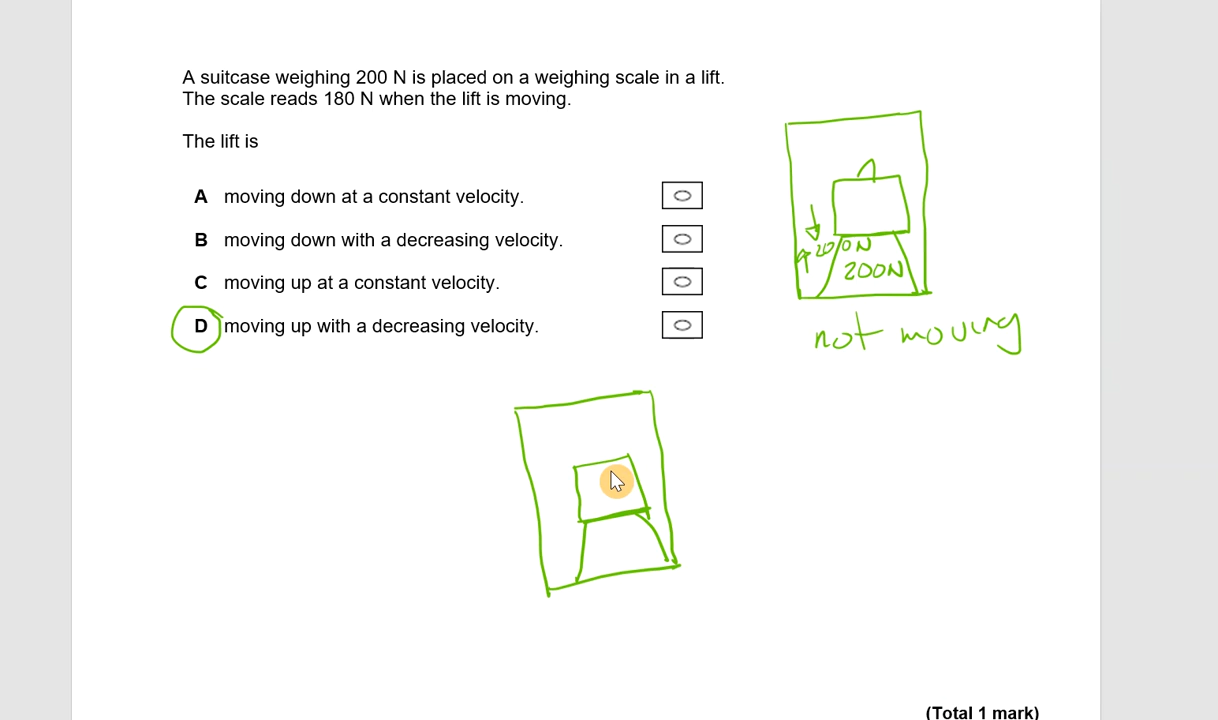 A suitcase weighing 200 N is placed on a weighing scale in a lift.
The scale reads 180 N when the lift is moving.
The lift is
A moving down at a constant velocity.
B moving down with a decreasing velocity.
C moving up at a constant velocity.
D moving up with a decreasing velocity.
200N
200N
not moving
(Total 1 mark)